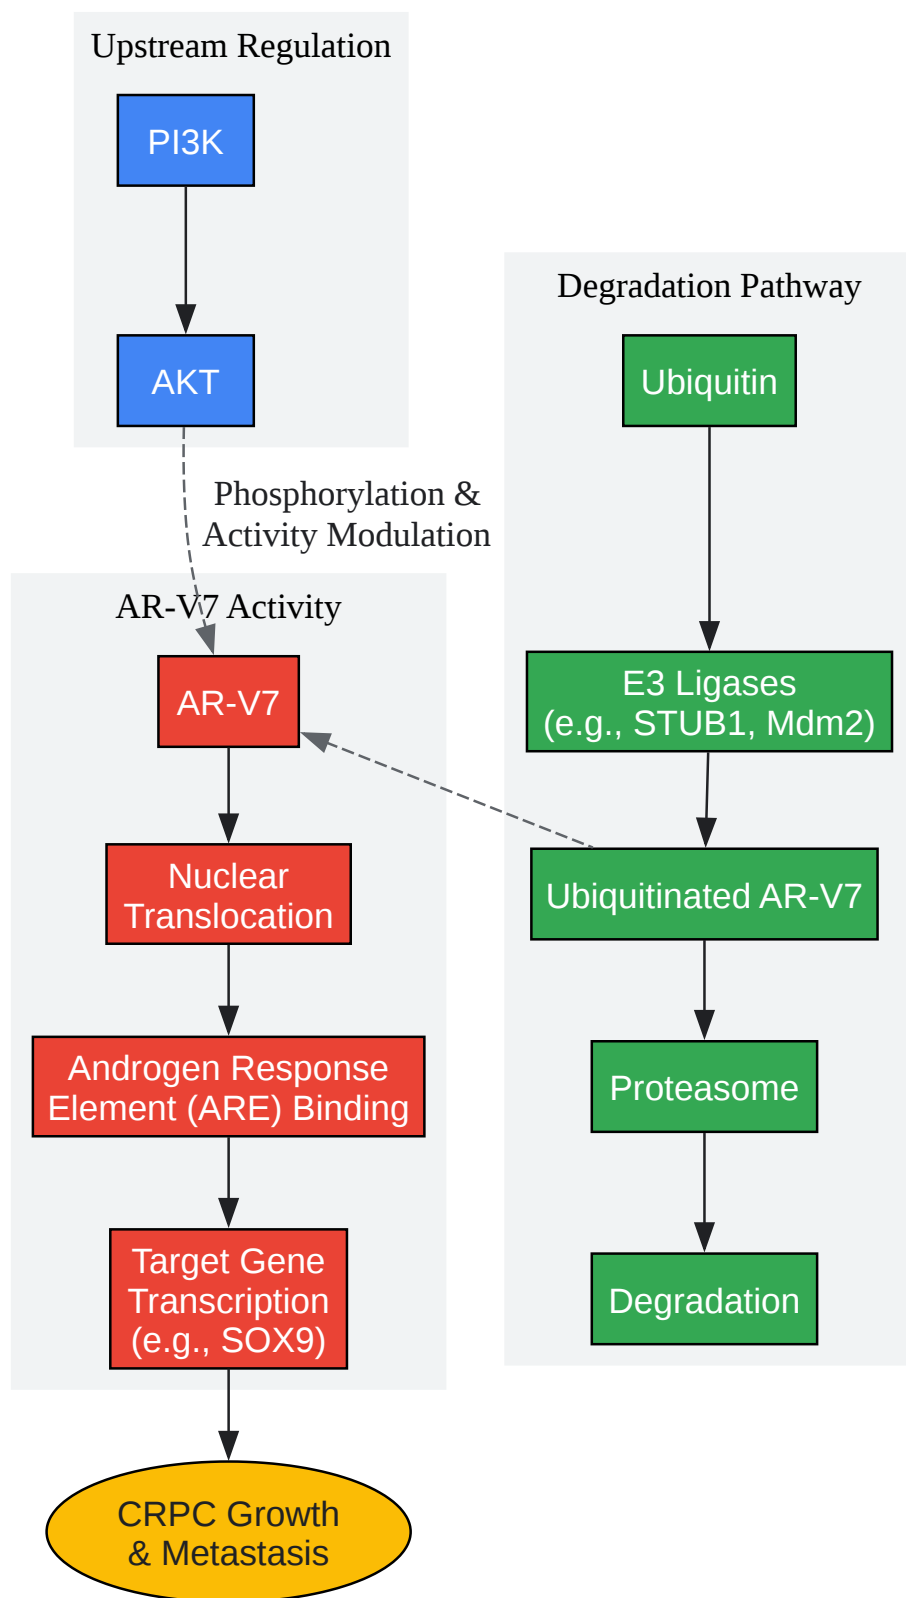 Upstream Regulation
PI3K
AKT
Phosphorylation &
Activity Modulation
AR-V7 Activity
AR-V7
Nuclear
Translocation
Androgen Response
Element (ARE) Binding
Target Gene
Transcription
(e.g., SOX9)
CRPC Growth
& Metastasis
Degradation Pathway
Ubiquitin
E3 Ligases
(e.g., STUB1, Mdm2)
Ubiquitinated AR-V7
Proteasome
Degradation